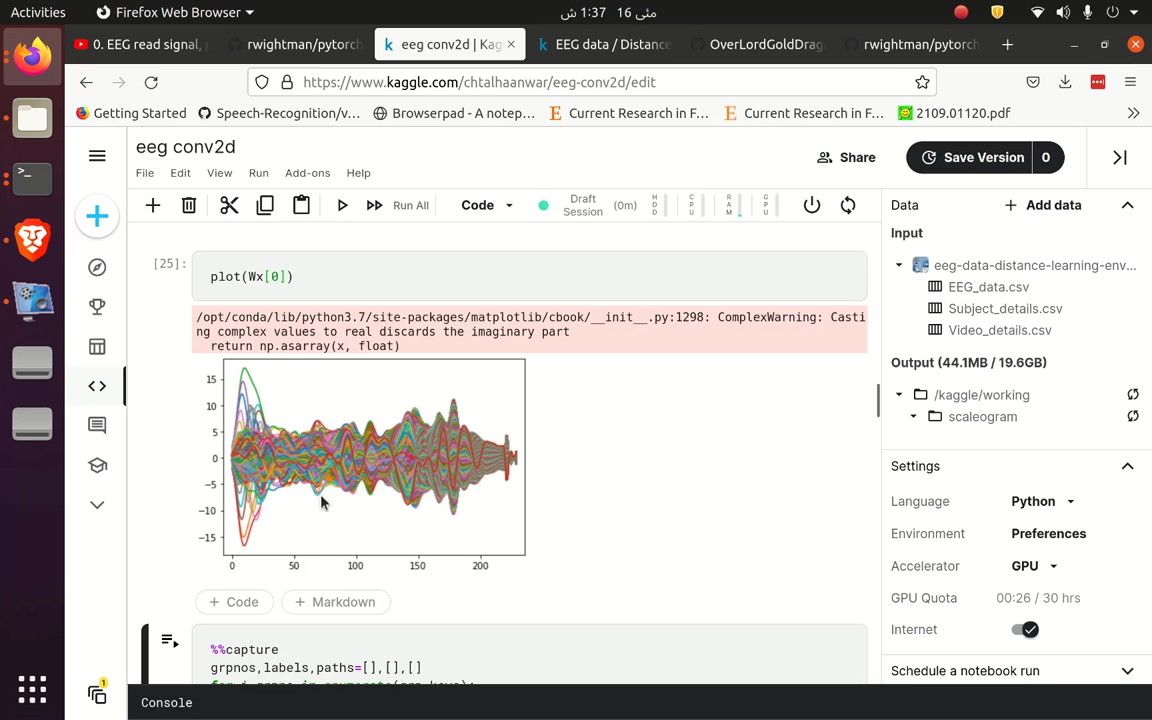 Activities
Firefox Web Browser
1:37 مئی 16 ش
0. EEG read signal,
rwightman/pytorch
eeg conv2d | Kag
EEG data / Distance
OverLordGoldDrag
rwightman/pytorch
https://www.kaggle.com/chtalhaanwar/eeg-conv2d/edit
Getting Started
Speech-Recognition/v…
Browserpad - A notep…
Current Research in F…
Current Research in F…
2109.01120.pdf
eeg conv2d
File Edit View Run Add-ons Help
Share
Save Version 0
Run All
Code
Draft Session (0m)
HDD
CPU
RAM
GPU
[25]:
plot(Wx[0])
/opt/conda/lib/python3.7/site-packages/matplotlib/cbook/__init__.py:1298: ComplexWarning: Casti
ng complex values to real discards the imaginary part
return np.asarray(x, float)
15
10
5
0
−5
−10
−15
0 50 100 150 200
+ Code
+ Markdown
%%capture
grpnos,labels,paths=[],[],[]
Console
1
Data
+ Add data
Input
eeg-data-distance-learning-env...
EEG_data.csv
Subject_details.csv
Video_details.csv
Output (44.1MB / 19.6GB)
/kaggle/working
scaleogram
Settings
Language Python
Environment Preferences
Accelerator GPU
GPU Quota 00:26 / 30 hrs
Internet
Schedule a notebook run